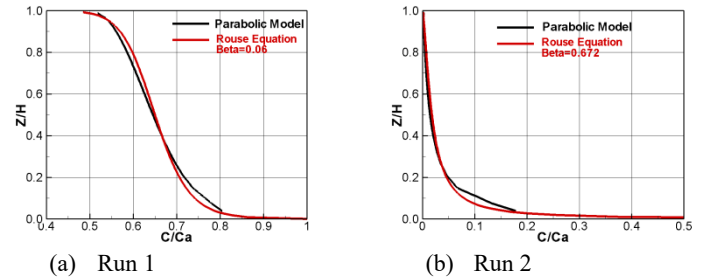 Parabolic Model
Rouse Equation
Beta=0.06
Z/H
1.0
0.8
0.6
0.4
0.2
0.0
0.4 0.5 0.6 0.7 0.8 0.9 1
C/Ca
(a) Run 1
Parabolic Model
Rouse Equation
Beta=0.672
Z/H
1.0
0.8
0.6
0.4
0.2
0.0
0 0.1 0.2 0.3 0.4 0.5
C/Ca
(b) Run 2